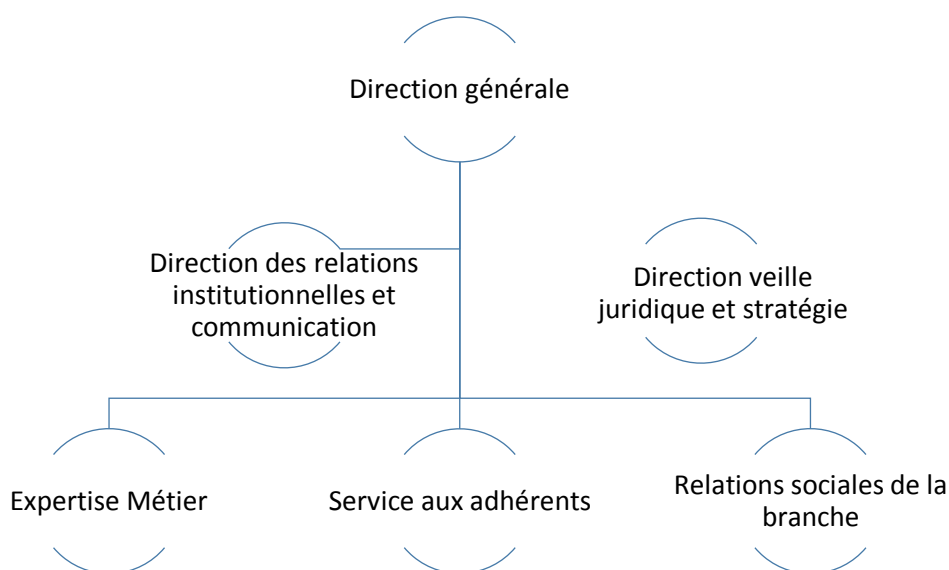 Direction générale
Direction des relations
institutionnelles et
communication
Direction veille
juridique et stratégie
Expertise Métier
Service aux adhérents
Relations sociales de la
branche